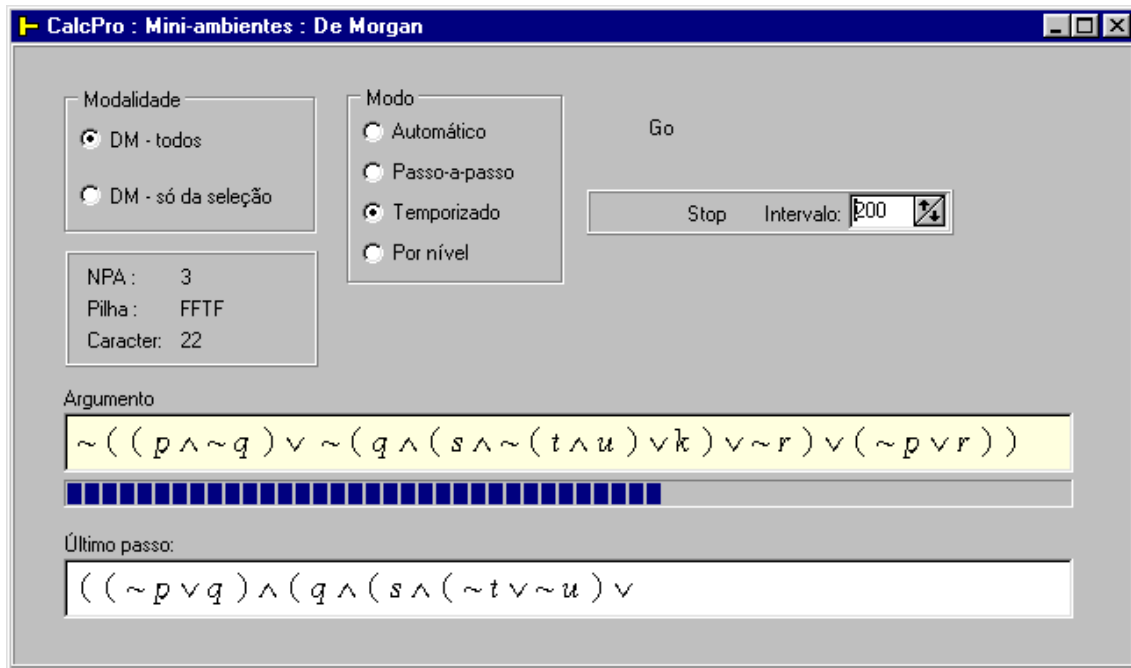 CalcPro : Mini-ambientes : De Morgan
Modalidade
DM - todos
DM - só da seleção
Modo
Automático
Passo-a-passo
Temporizado
Por nível
Go
Stop Intervalo: 200
NPA : 3
Pilha : FFTF
Caracter: 22
Argumento
~ ( ( p ∧ ~ q ) ∨ ~ ( q ∧ ( s ∧ ~ ( t ∧ u ) ∨ k ) ∨ ~ r ) ∨ ( ~ p ∨ r ) )
Último passo:
( ( ~ p ∨ q ) ∧ ( q ∧ ( s ∧ ( ~ t ∨ ~ u ) ∨